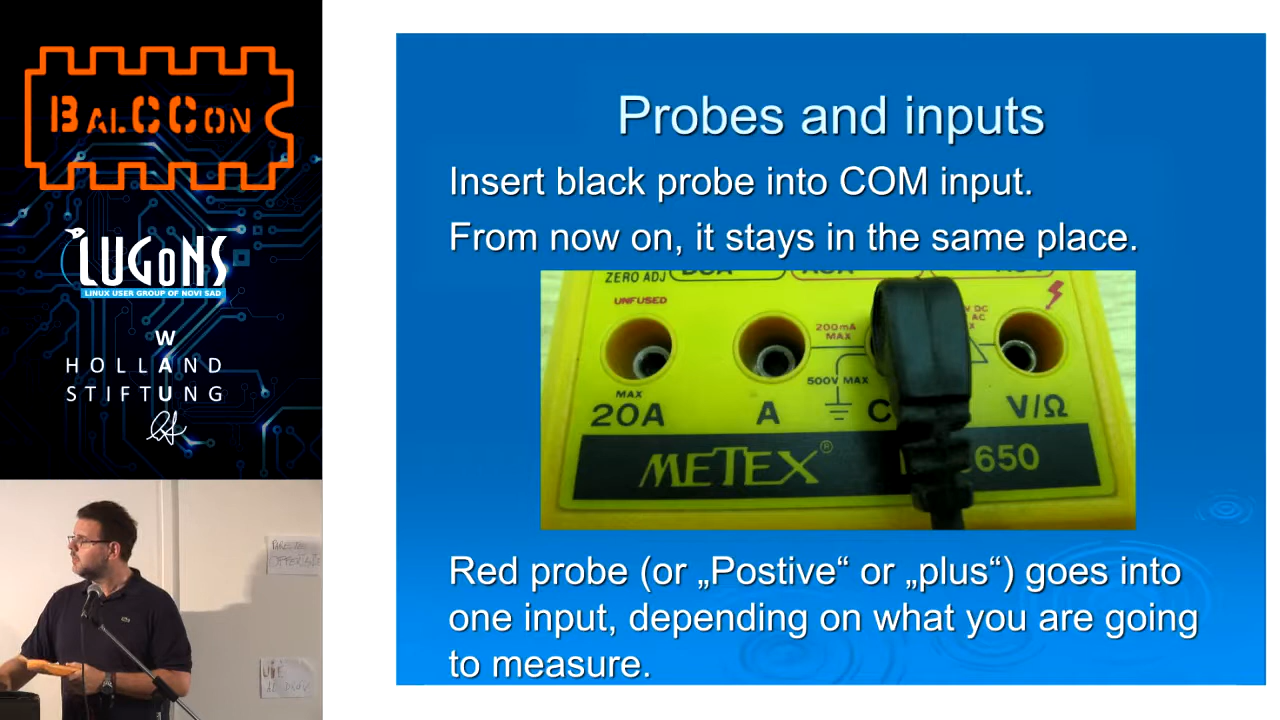 BALCCON
LUGONS
LINUX USER GROUP OF NOVI SAD
W
HOLLAND
A
STIFTUNG
Probes and inputs
Insert black probe into COM input.
From now on, it stays in the same place.
ZERO ADJ
UNFUSED
200mA
MAX
500V MAX
MAX
20A
A
C
V/Ω
METEX®
650
Red probe (or „Postive“ or „plus“) goes into
one input, depending on what you are going
to measure.